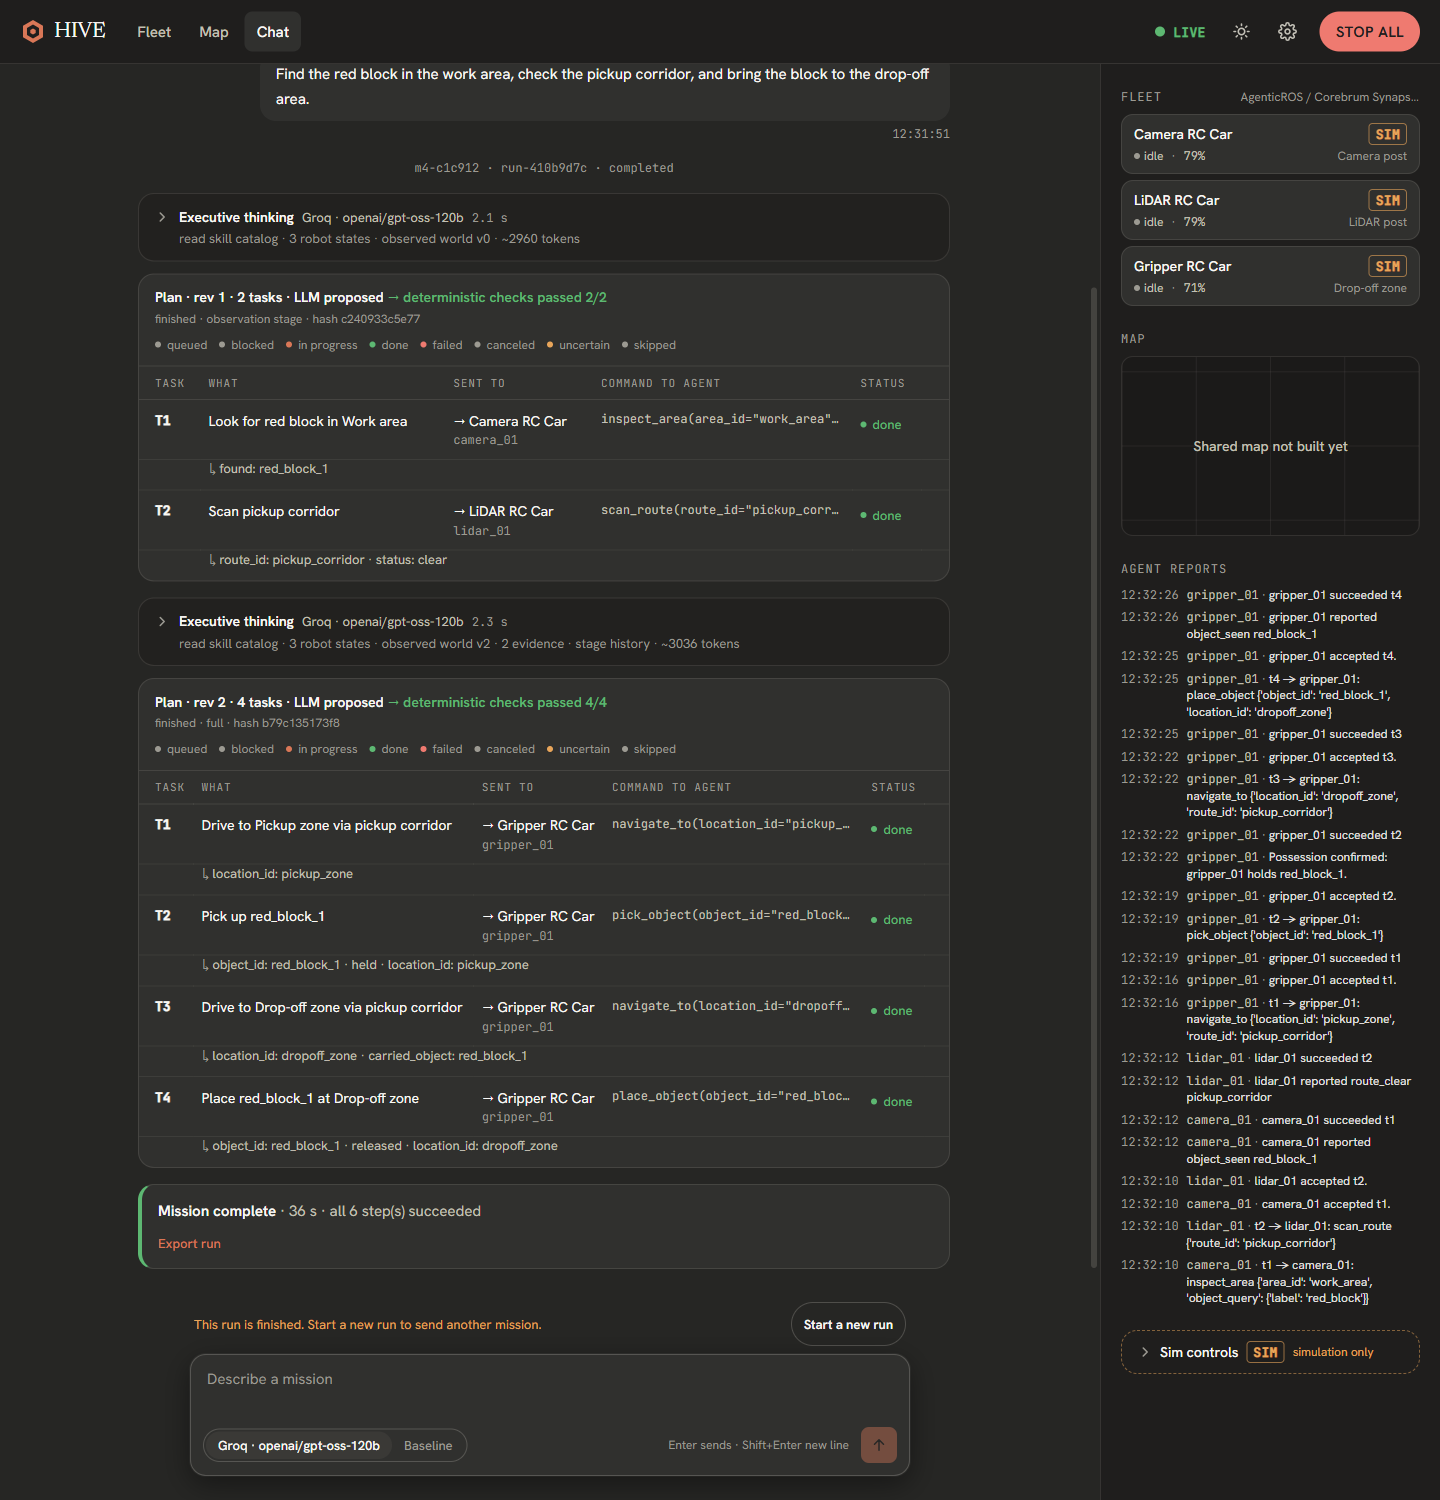 HIVE
Fleet
Map
Chat
LIVE
STOP ALL
Find the red block in the work area, check the pickup corridor, and bring the block to the drop-off
area.
12:31:51
m4-c1c912 · run-410b9d7c · completed
Executive thinking Groq · openai/gpt-oss-120b 2.1 s
read skill catalog · 3 robot states · observed world v0 · ~2960 tokens
Plan · rev 1 · 2 tasks · LLM proposed → deterministic checks passed 2/2
finished · observation stage · hash c240933c5e77
queued blocked in progress done failed canceled uncertain skipped
TASK WHAT SENT TO COMMAND TO AGENT STATUS
T1 Look for red block in Work area → Camera RC Car inspect_area(area_id="work_area"… done
camera_01
↳ found: red_block_1
T2 Scan pickup corridor → LiDAR RC Car scan_route(route_id="pickup_corr… done
lidar_01
↳ route_id: pickup_corridor · status: clear
Executive thinking Groq · openai/gpt-oss-120b 2.3 s
read skill catalog · 3 robot states · observed world v2 · 2 evidence · stage history · ~3036 tokens
Plan · rev 2 · 4 tasks · LLM proposed → deterministic checks passed 4/4
finished · full · hash b79c135173f8
queued blocked in progress done failed canceled uncertain skipped
TASK WHAT SENT TO COMMAND TO AGENT STATUS
T1 Drive to Pickup zone via pickup corridor → Gripper RC Car navigate_to(location_id="pickup_… done
gripper_01
↳ location_id: pickup_zone
T2 Pick up red_block_1 → Gripper RC Car pick_object(object_id="red_block… done
gripper_01
↳ object_id: red_block_1 · held · location_id: pickup_zone
T3 Drive to Drop-off zone via pickup corridor → Gripper RC Car navigate_to(location_id="dropoff… done
gripper_01
↳ location_id: dropoff_zone · carried_object: red_block_1
T4 Place red_block_1 at Drop-off zone → Gripper RC Car place_object(object_id="red_bloc… done
gripper_01
↳ object_id: red_block_1 · released · location_id: dropoff_zone
Mission complete · 36 s · all 6 step(s) succeeded
Export run
This run is finished. Start a new run to send another mission.
Start a new run
Describe a mission
Groq · openai/gpt-oss-120b Baseline
Enter sends · Shift+Enter new line
FLEET AgenticROS / Corebrum Synaps…
Camera RC Car SIM
idle · 79% Camera post
LiDAR RC Car SIM
idle · 79% LiDAR post
Gripper RC Car SIM
idle · 71% Drop-off zone
MAP
Shared map not built yet
AGENT REPORTS
12:32:26 gripper_01 · gripper_01 succeeded t4
12:32:26 gripper_01 · gripper_01 reported
object_seen red_block_1
12:32:25 gripper_01 · gripper_01 accepted t4.
12:32:25 gripper_01 · t4 -> gripper_01:
place_object {'object_id': 'red_block_1',
'location_id': 'dropoff_zone'}
12:32:25 gripper_01 · gripper_01 succeeded t3
12:32:22 gripper_01 · gripper_01 accepted t3.
12:32:22 gripper_01 · t3 -> gripper_01:
navigate_to {'location_id': 'dropoff_zone',
'route_id': 'pickup_corridor'}
12:32:22 gripper_01 · gripper_01 succeeded t2
12:32:22 gripper_01 · Possession confirmed:
gripper_01 holds red_block_1.
12:32:19 gripper_01 · gripper_01 accepted t2.
12:32:19 gripper_01 · t2 -> gripper_01:
pick_object {'object_id': 'red_block_1'}
12:32:19 gripper_01 · gripper_01 succeeded t1
12:32:16 gripper_01 · gripper_01 accepted t1.
12:32:16 gripper_01 · t1 -> gripper_01:
navigate_to {'location_id': 'pickup_zone',
'route_id': 'pickup_corridor'}
12:32:12 lidar_01 · lidar_01 succeeded t2
12:32:12 lidar_01 · lidar_01 reported route_clear
pickup_corridor
12:32:12 camera_01 · camera_01 succeeded t1
12:32:12 camera_01 · camera_01 reported
object_seen red_block_1
12:32:10 lidar_01 · lidar_01 accepted t2.
12:32:10 camera_01 · camera_01 accepted t1.
12:32:10 lidar_01 · t2 -> lidar_01: scan_route
{'route_id': 'pickup_corridor'}
12:32:10 camera_01 · t1 -> camera_01:
inspect_area {'area_id': 'work_area',
'object_query': {'label': 'red_block'}}
Sim controls SIM simulation only